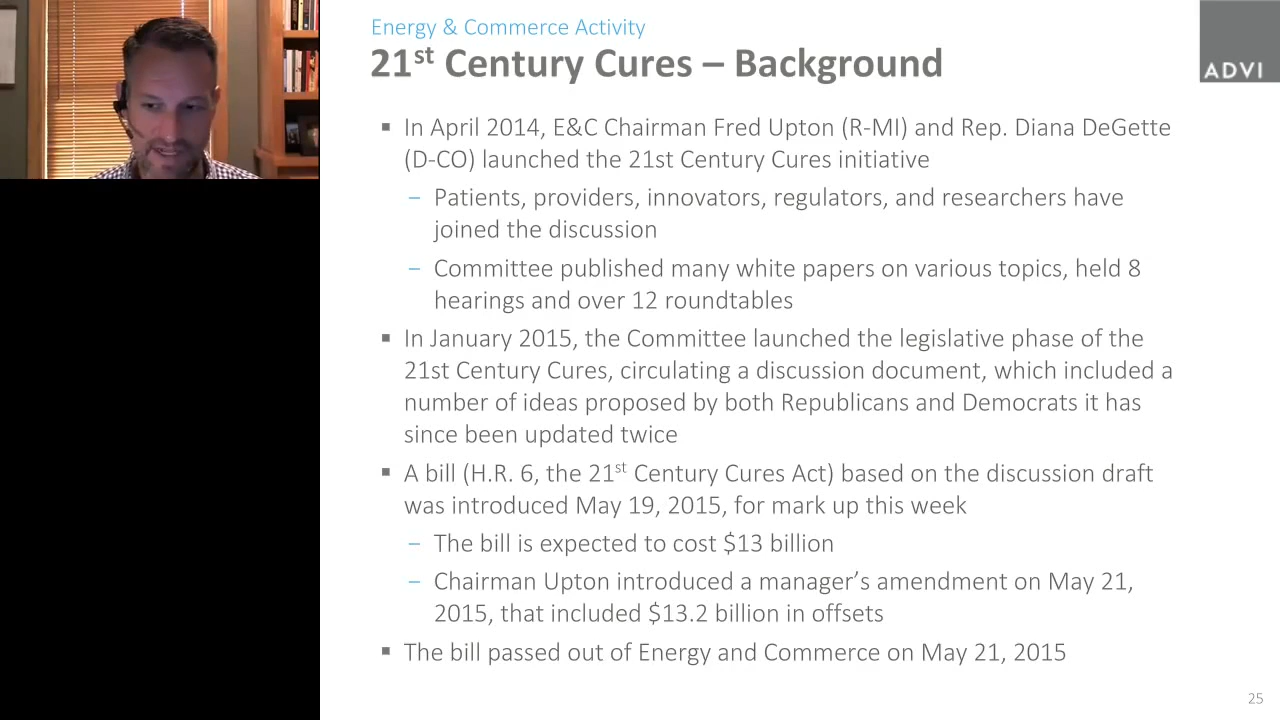 Energy & Commerce Activity
21st Century Cures – Background
ADVI
▪ In April 2014, E&C Chairman Fred Upton (R-MI) and Rep. Diana DeGette
(D-CO) launched the 21st Century Cures initiative
– Patients, providers, innovators, regulators, and researchers have
joined the discussion
– Committee published many white papers on various topics, held 8
hearings and over 12 roundtables
▪ In January 2015, the Committee launched the legislative phase of the
21st Century Cures, circulating a discussion document, which included a
number of ideas proposed by both Republicans and Democrats it has
since been updated twice
▪ A bill (H.R. 6, the 21st Century Cures Act) based on the discussion draft
was introduced May 19, 2015, for mark up this week
– The bill is expected to cost $13 billion
– Chairman Upton introduced a manager’s amendment on May 21,
2015, that included $13.2 billion in offsets
▪ The bill passed out of Energy and Commerce on May 21, 2015
25